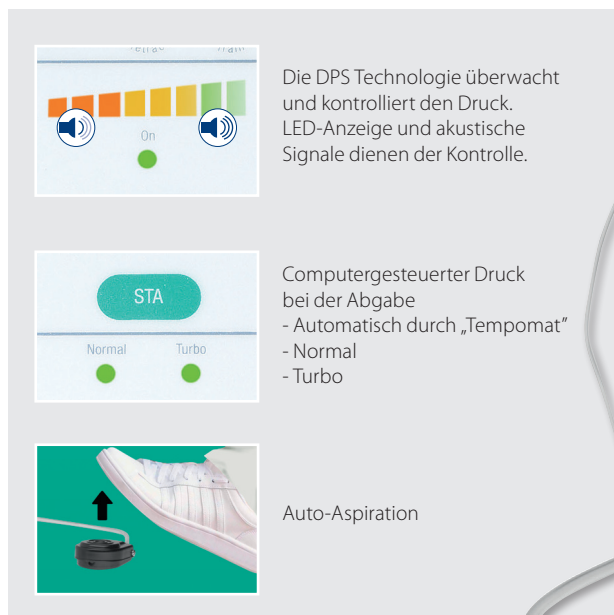 On
Die DPS Technologie überwacht
und kontrolliert den Druck.
LED-Anzeige und akustische
Signale dienen der Kontrolle.
STA
Normal Turbo
Computergesteuerter Druck
bei der Abgabe
- Automatisch durch „Tempomat”
- Normal
- Turbo
Auto-Aspiration